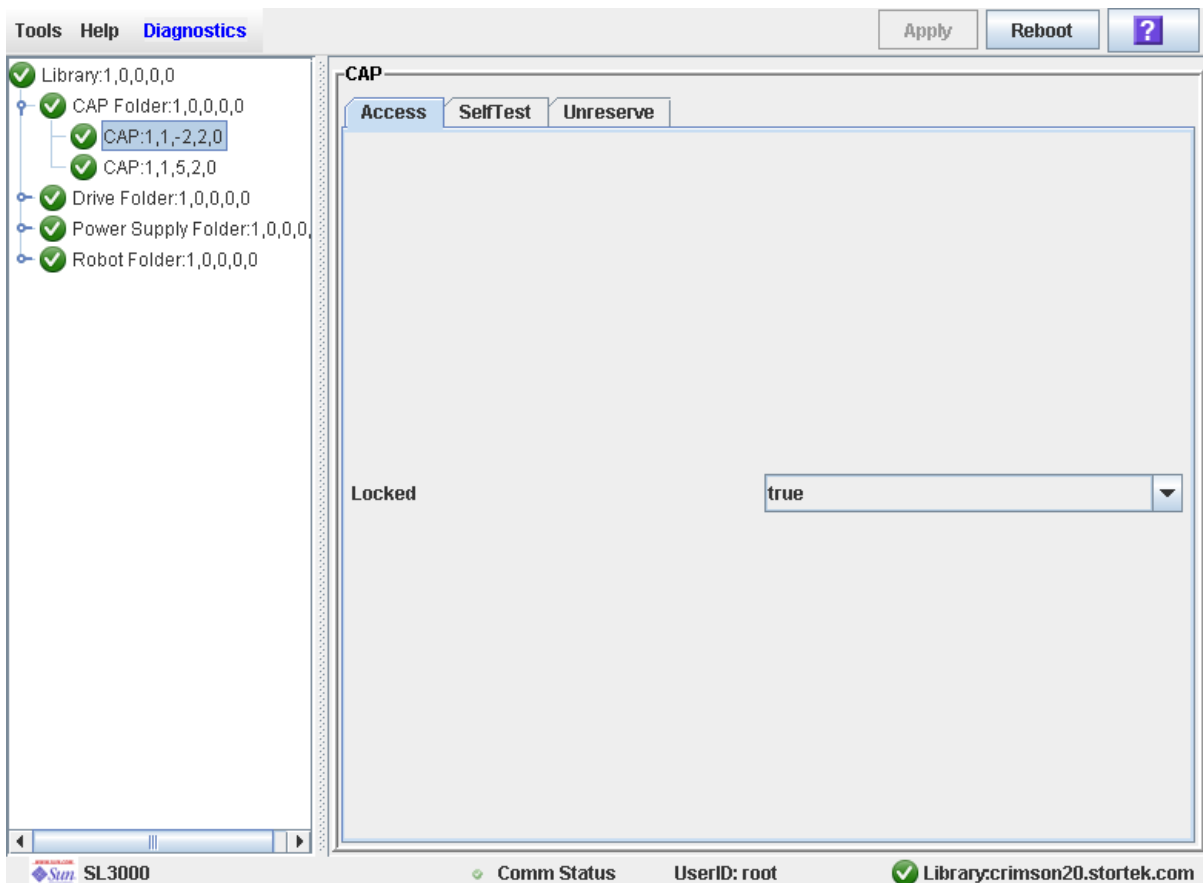 Tools Help Diagnostics
Apply Reboot ?
Library:1,0,0,0,0
CAP Folder:1,0,0,0,0
CAP:1,1,-2,2,0
CAP:1,1,5,2,0
Drive Folder:1,0,0,0,0
Power Supply Folder:1,0,0,0,
Robot Folder:1,0,0,0,0
CAP
Access SelfTest Unreserve
Locked true
Sun SL3000 Comm Status UserID: root Library:crimson20.stortek.com